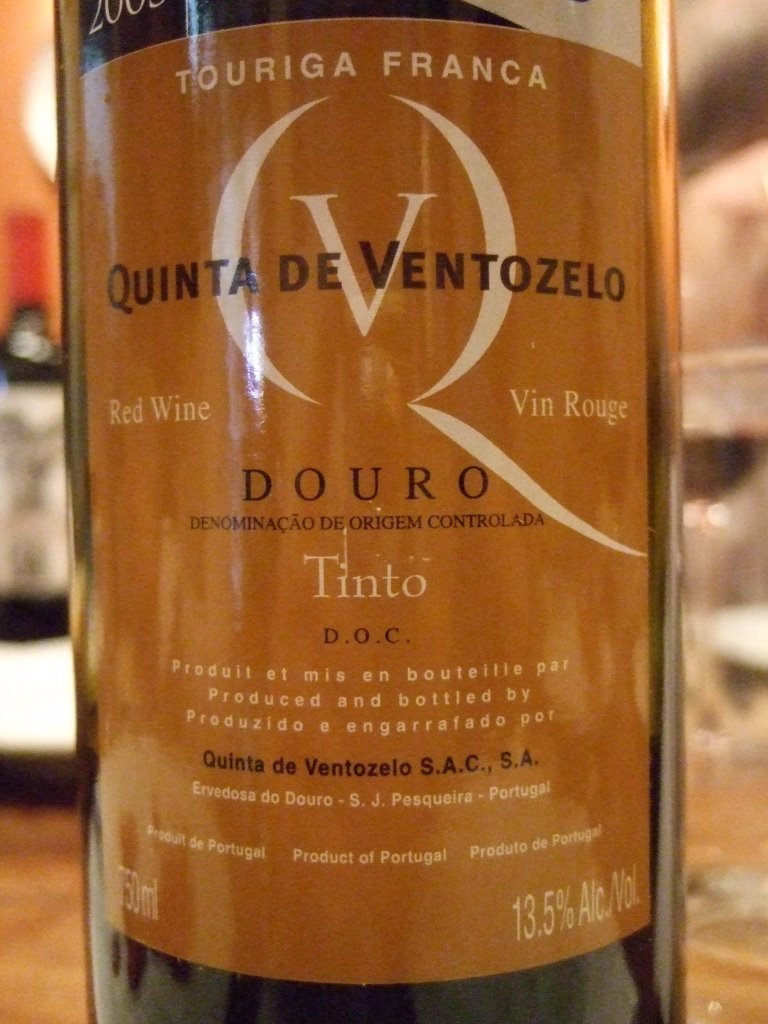 TOURIGA FRANCA
QV
QUINTA DE VENTOZELO
Red Wine Vin Rouge
DOURO
DENOMINAÇÃO DE ORIGEM CONTROLADA
Tinto
D.O.C.
Produit et mis en bouteille par
Produced and bottled by
Produzido e engarrafado por
Quinta de Ventozelo S.A.C., S.A.
Ervedosa do Douro - S. J. Pesqueira - Portugal
Produit de Portugal Product of Portugal Produto de Portugal
750ml 13.5% Alc./Vol.